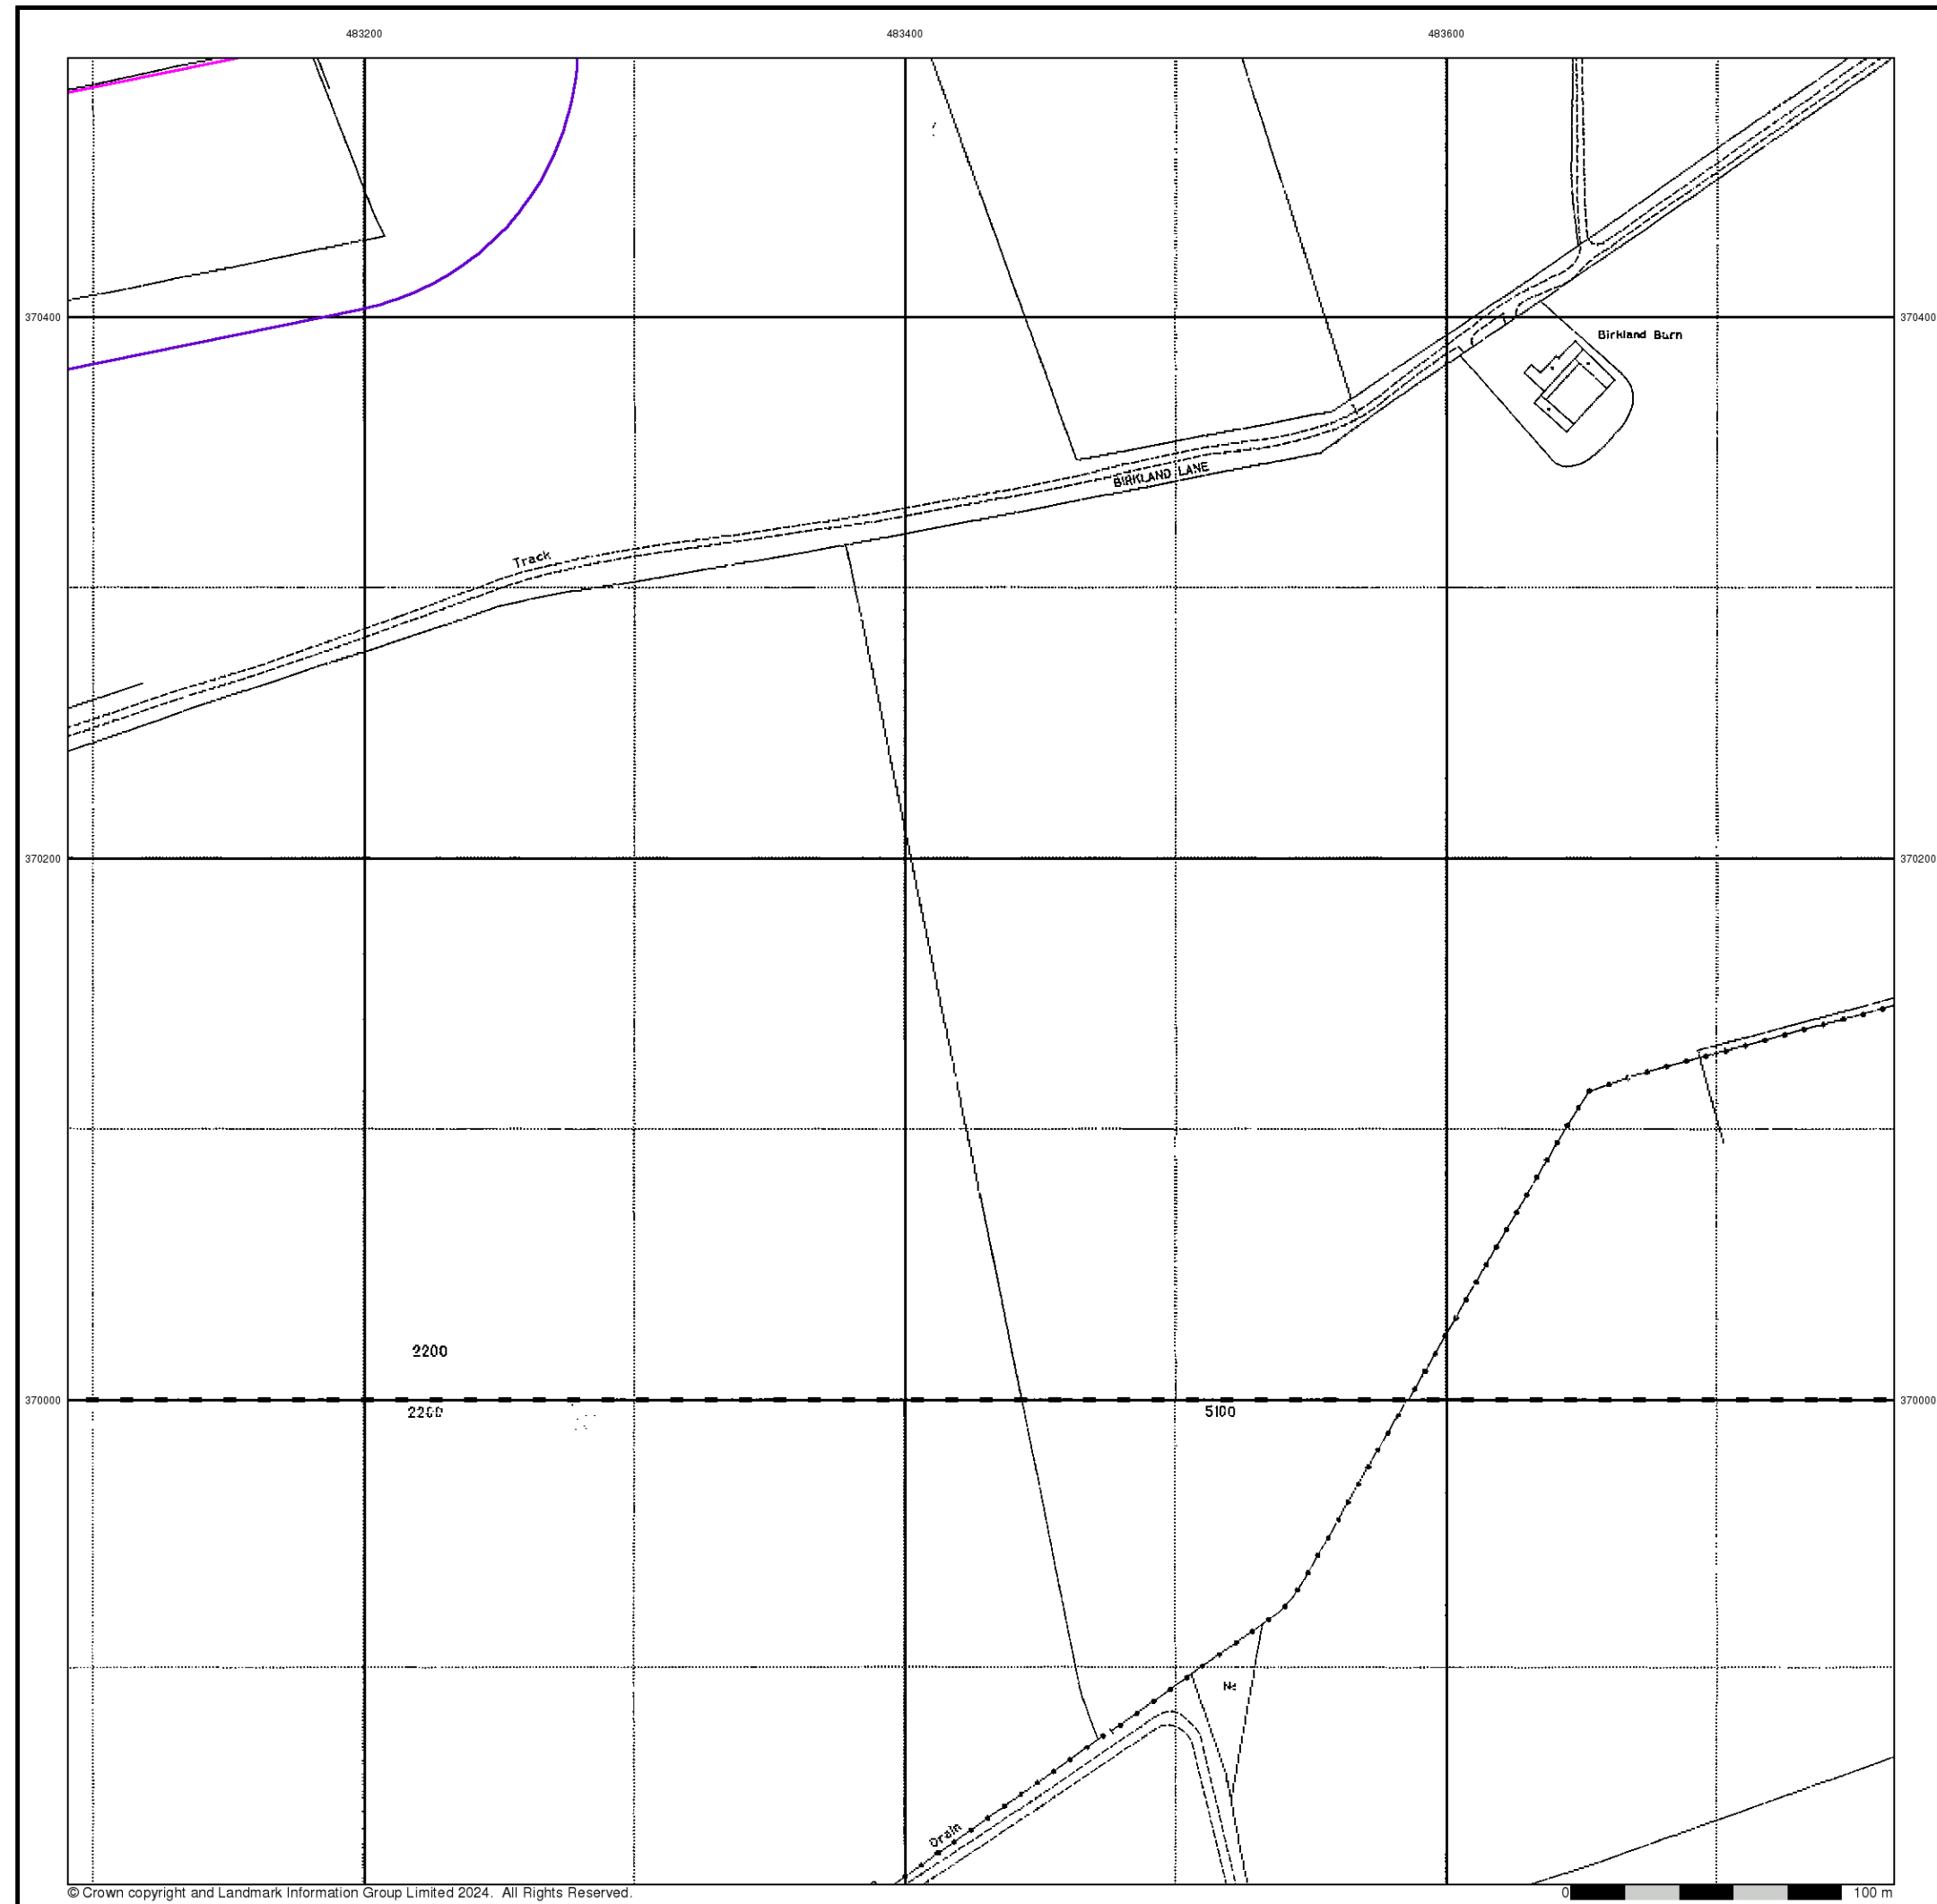 483200 483400 483600
370400 Birkland Barn 370400
BIRKLAND LANE
Track
370200 370200
2200
370000 370000
2200 5100
Drain
© Crown copyright and Landmark Information Group Limited 2024. All Rights Reserved. 0 100 m